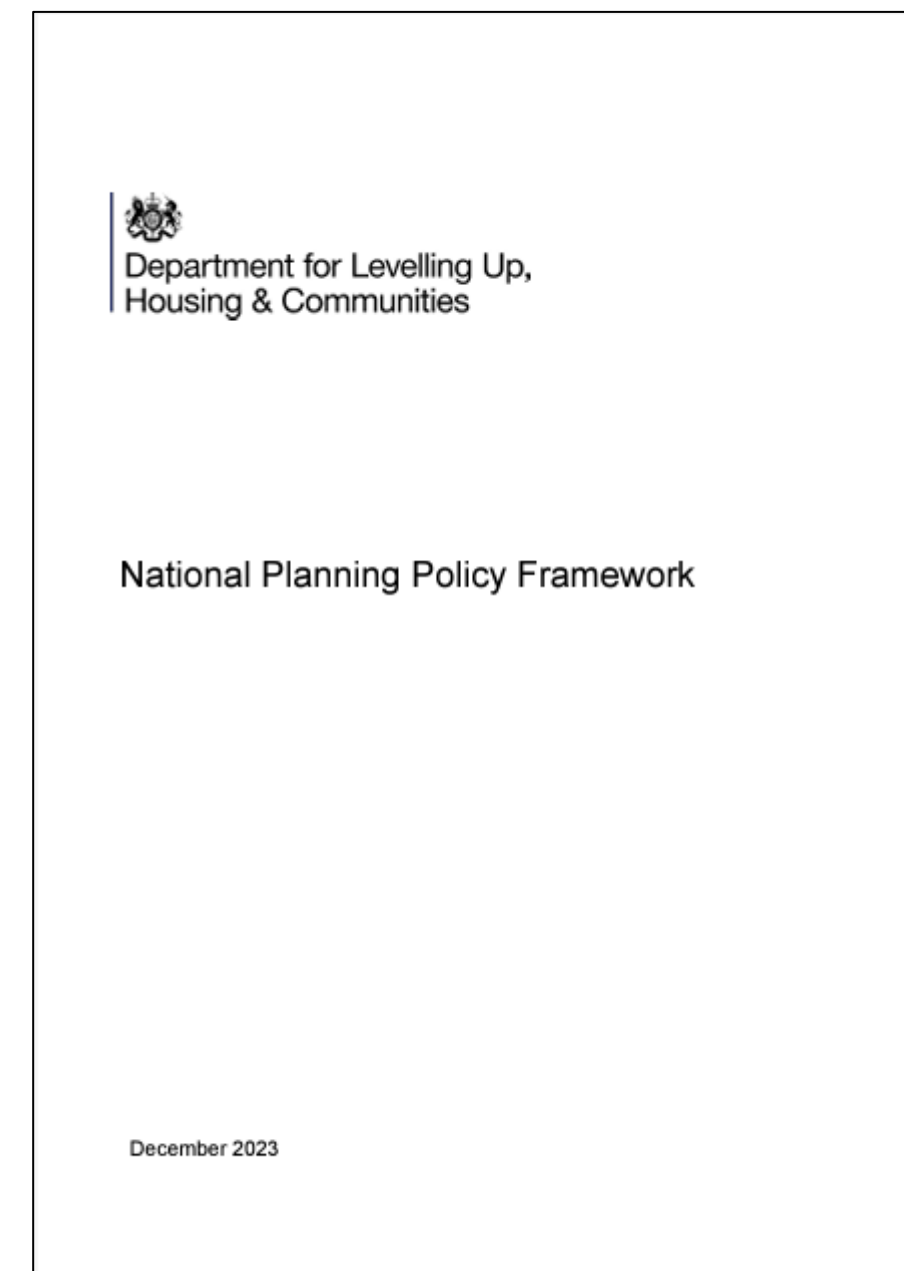 Department for Levelling Up,
Housing & Communities
National Planning Policy Framework
December 2023